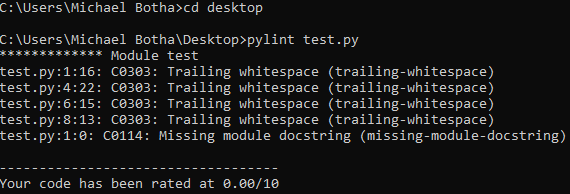 C:\Users\Michael Botha>cd desktop
C:\Users\Michael Botha\Desktop>pylint test.py
************* Module test
test.py:1:16: C0303: Trailing whitespace (trailing-whitespace)
test.py:4:22: C0303: Trailing whitespace (trailing-whitespace)
test.py:6:15: C0303: Trailing whitespace (trailing-whitespace)
test.py:8:13: C0303: Trailing whitespace (trailing-whitespace)
test.py:1:0: C0114: Missing module docstring (missing-module-docstring)
-----------------------------------
Your code has been rated at 0.00/10